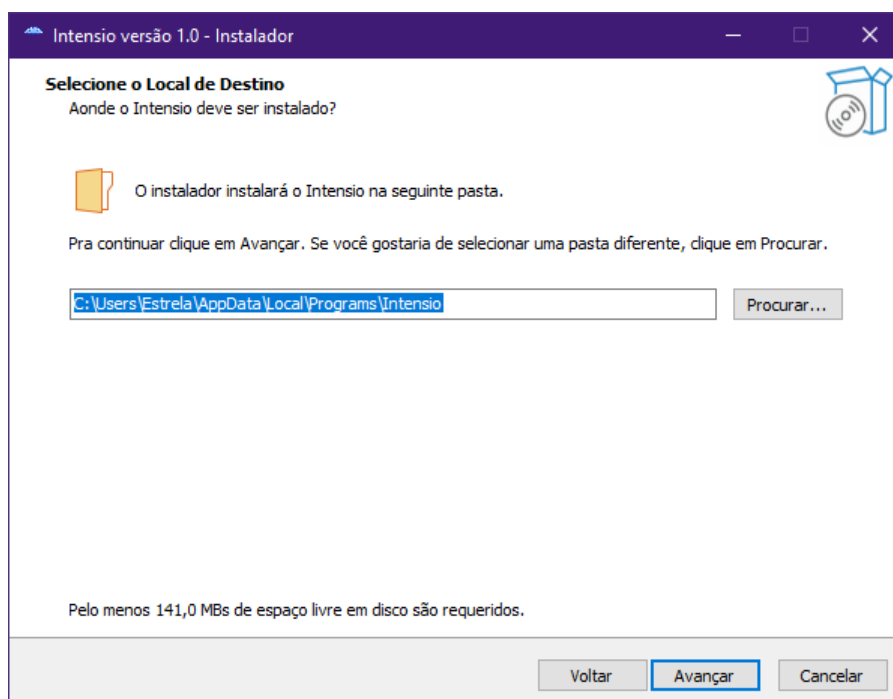 Intensio versão 1.0 - Instalador
Selecione o Local de Destino
Aonde o Intensio deve ser instalado?
O instalador instalará o Intensio na seguinte pasta.
Pra continuar clique em Avançar. Se você gostaria de selecionar uma pasta diferente, clique em Procurar.
C:\Users\Estrela\AppData\Local\Programs\Intensio
Procurar...
Pelo menos 141,0 MBs de espaço livre em disco são requeridos.
Voltar
Avançar
Cancelar